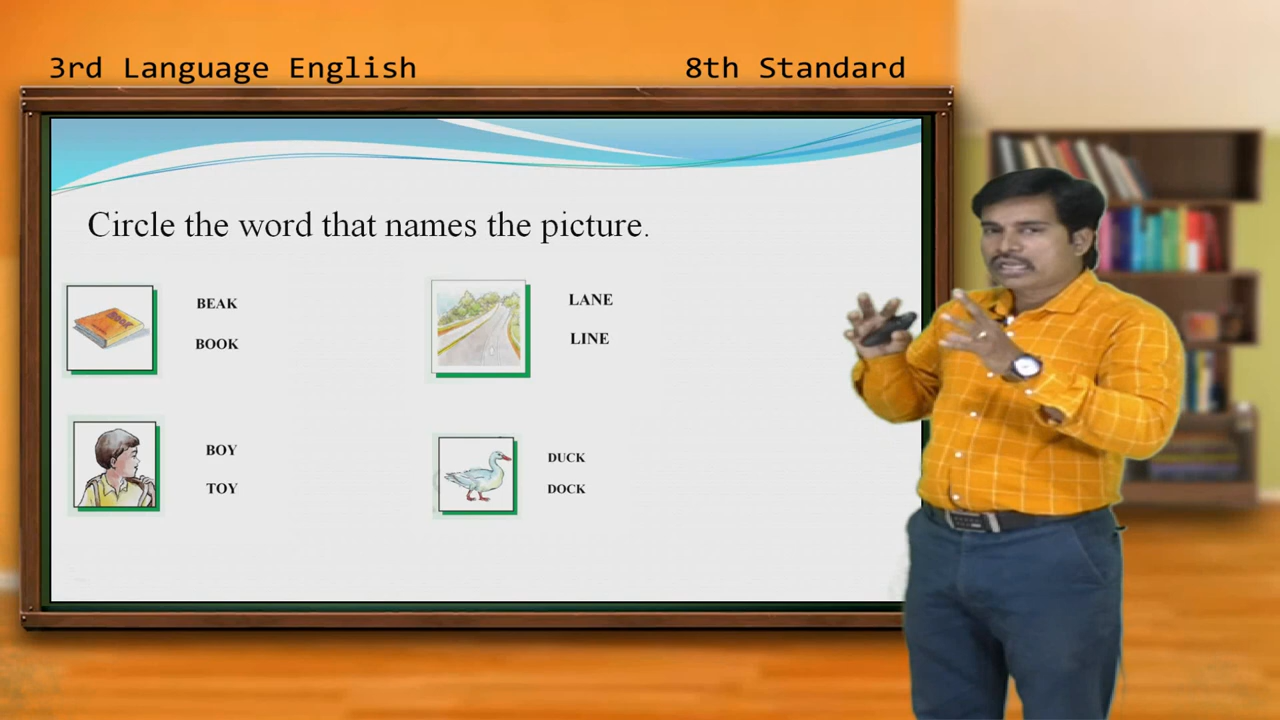 3rd Language English
8th Standard
Circle the word that names the picture.
BEAK
BOOK
BOOK
LANE
LINE
BOY
TOY
DUCK
DOCK